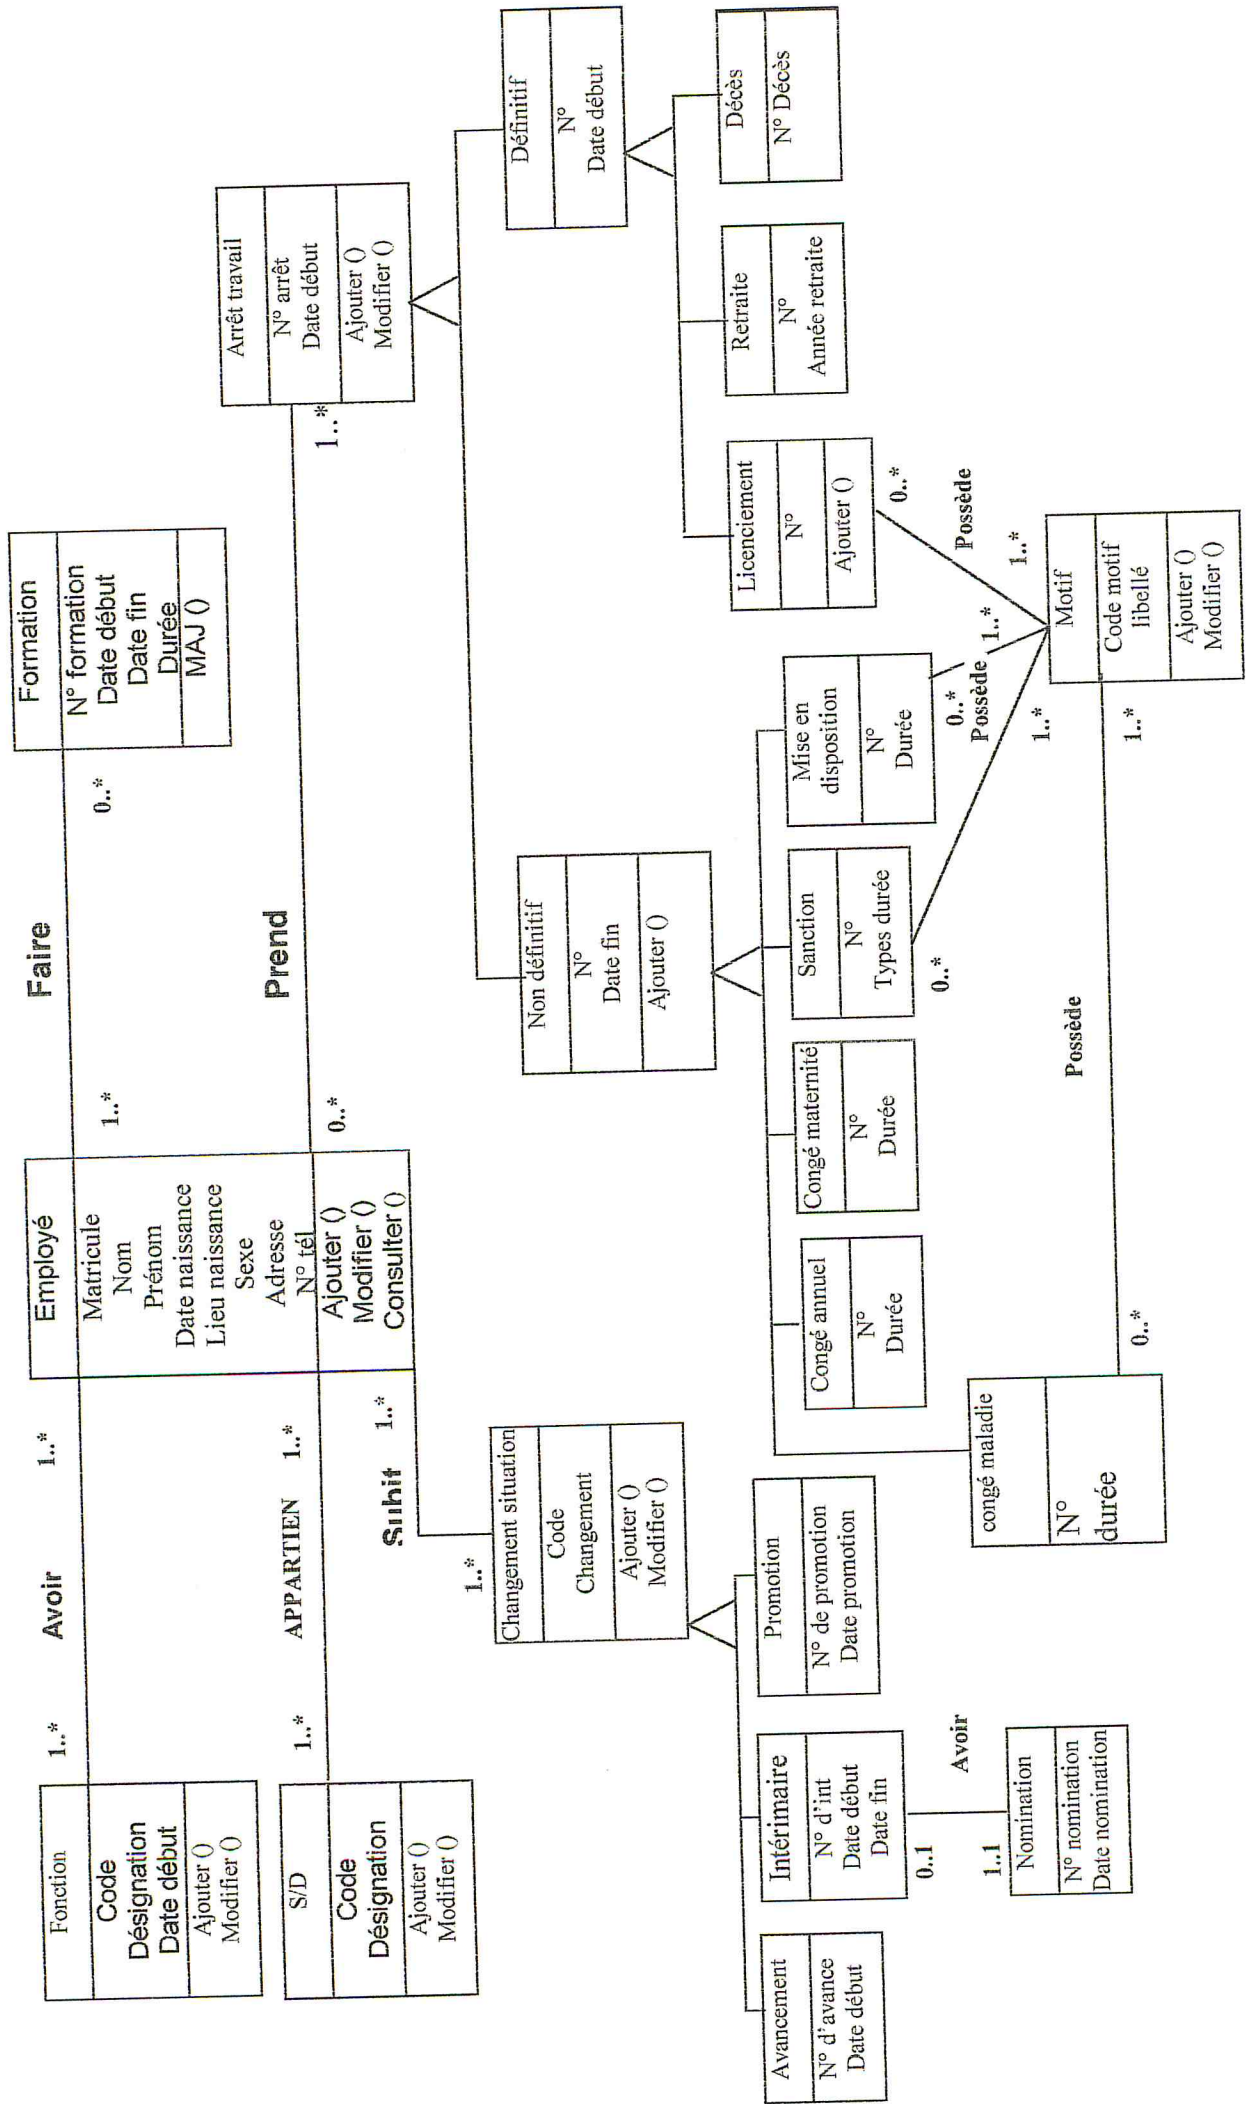 Fonction
Code
Désignation
Date début
Ajouter ()
Modifier ()
1..*
Avoir
1..*
Employé
Matricule
Nom
Prénom
Date naissance
Lieu naissance
Sexe
Adresse
N° tél
Ajouter ()
Modifier ()
Consulter ()
1..*
Faire
0..*
Formation
N° formation
Date début
Date fin
Durée
MAJ ()
S/D
Code
Désignation
Ajouter ()
Modifier ()
1..*
APPARTIEN
1..*
Subit
1..*
1..*
0..*
Prend
1..*
Arrêt travail
N° arrêt
Date début
Ajouter ()
Modifier ()
Changement situation
Code
Changement
Ajouter ()
Modifier ()
Non définitif
N°
Date fin
Ajouter ()
Définitif
N°
Date début
Avancement
N° d'avance
Date début
Intérimaire
N° d'int
Date début
Date fin
Promotion
N° de promotion
Date promotion
0..1
Avoir
1..1
Nomination
N° nomination
Date nomination
congé maladie
N°
durée
Congé annuel
N°
Durée
Congé maternité
N°
Durée
Sanction
N°
Types durée
Mise en
disposition
N°
Durée
Licenciement
N°
Ajouter ()
Retraite
N°
Année retraite
Décès
N° Décès
0..*
Possède
1..*
0..*
1..*
0..*
Possède
1..*
0..*
Possède
1..*
Motif
Code motif
libellé
Ajouter ()
Modifier ()